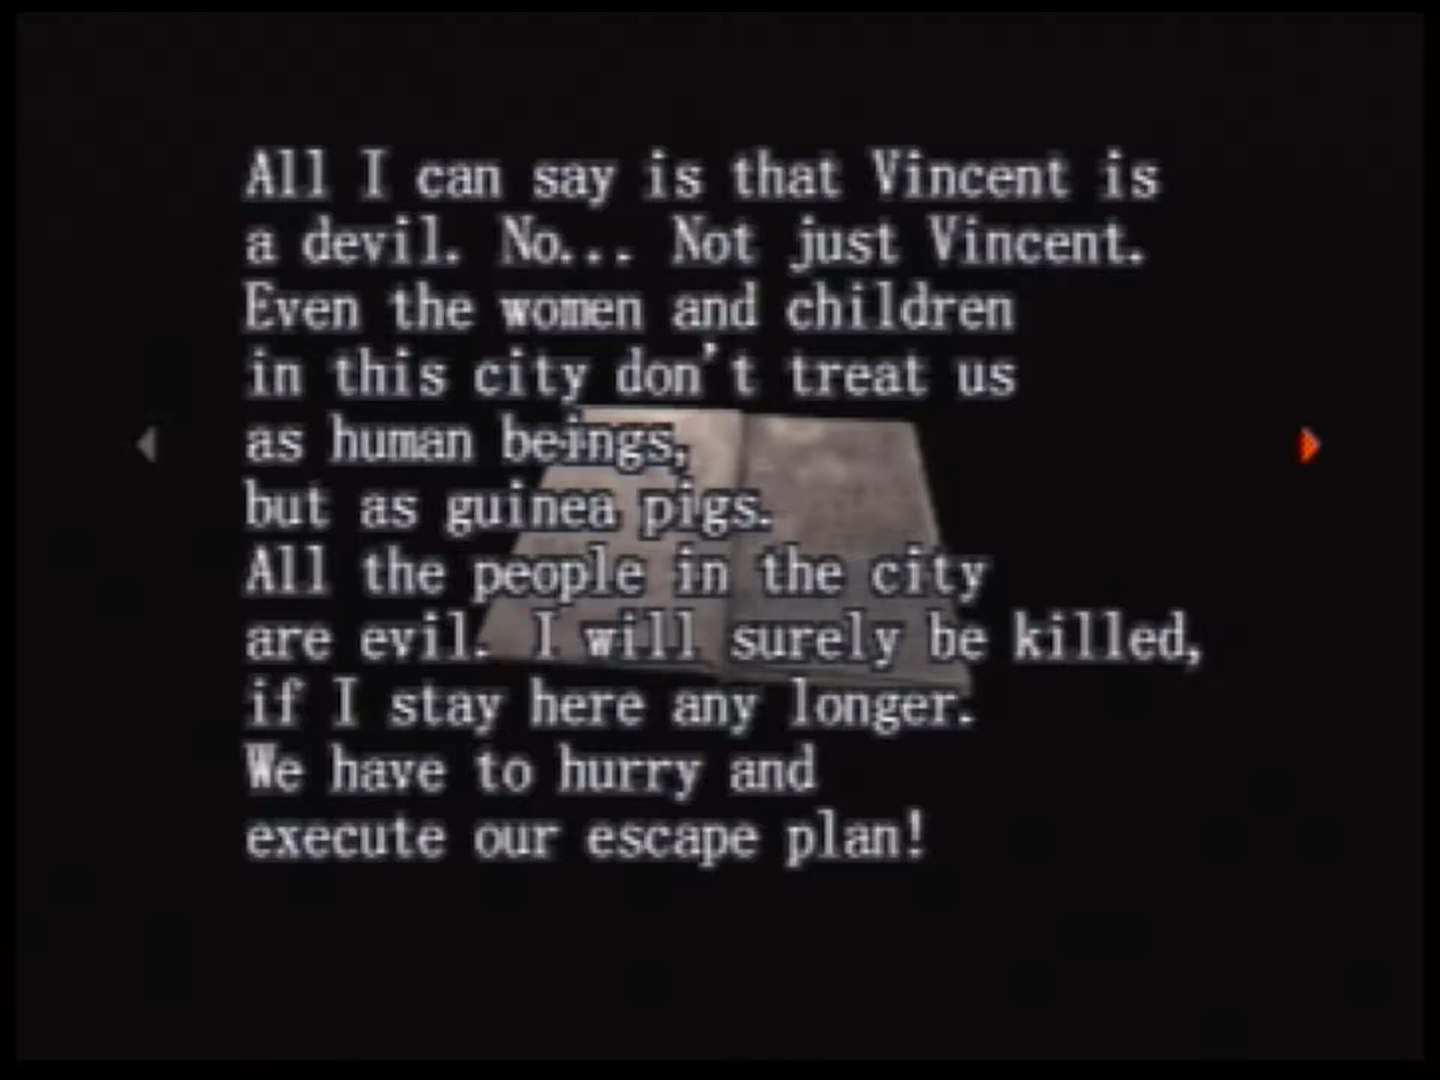 All I can say is that Vincent is
a devil. No... Not just Vincent.
Even the women and children
in this city don't treat us
as human beings,
but as guinea pigs.
All the people in the city
are evil. I will surely be killed,
if I stay here any longer.
We have to hurry and
execute our escape plan!